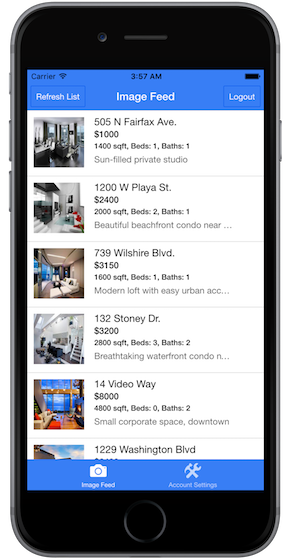 Carrier 3:57 AM
Refresh List Image Feed Logout
505 N Fairfax Ave.
$1000
1400 sqft, Beds: 1, Baths: 1
Sun-filled private studio
1200 W Playa St.
$2400
2000 sqft, Beds: 2, Baths: 1
Beautiful beachfront condo near ...
739 Wilshire Blvd.
$3150
1600 sqft, Beds: 1, Baths: 1
Modern loft with easy urban acc...
132 Stoney Dr.
$3200
2800 sqft, Beds: 3, Baths: 2
Breathtaking waterfront condo n...
14 Video Way
$8000
4800 sqft, Beds: 0, Baths: 2
Small corporate space, downtown
1229 Washington Blvd
Image Feed Account Settings